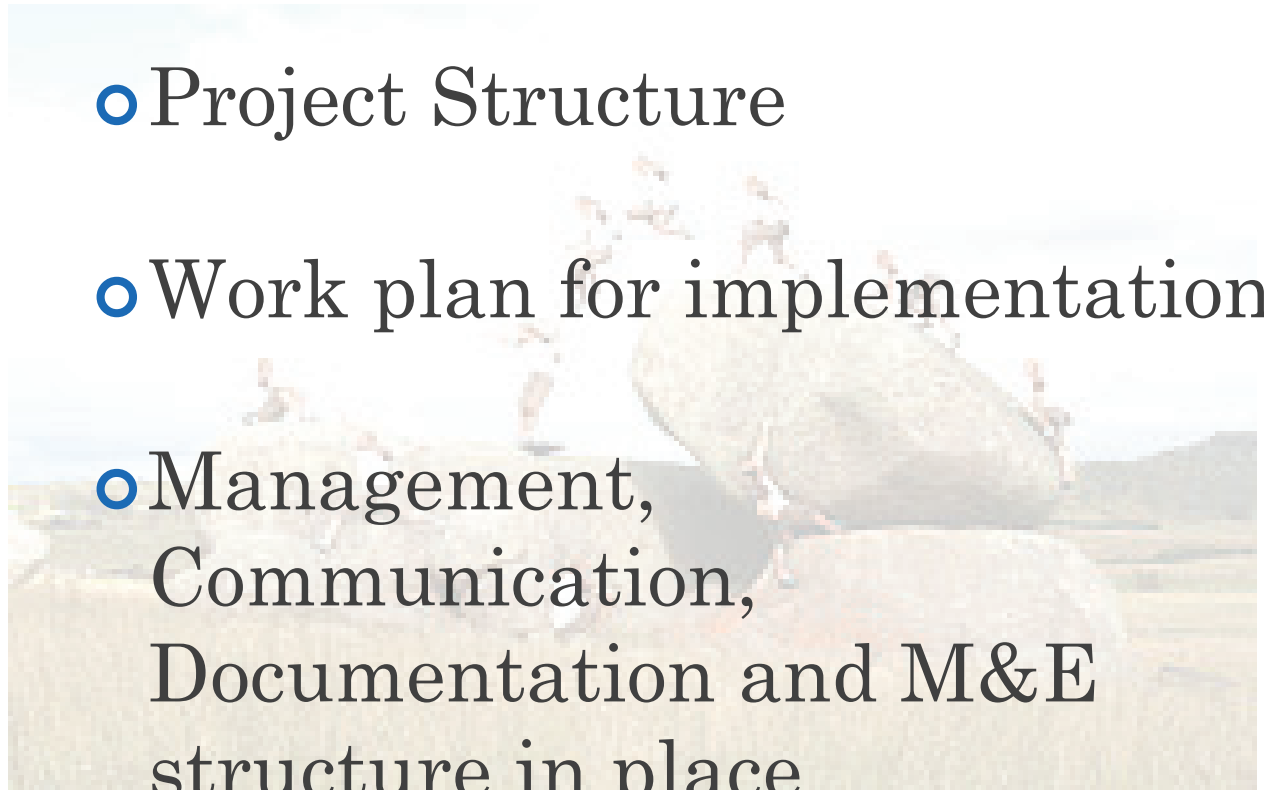 Project Structure
Work plan for implementation
Management,
Communication,
Documentation and M&E
structure in place